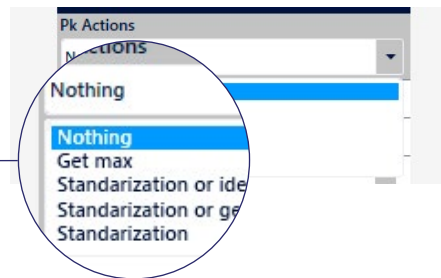 Pk Actions
Nothing
Nothing
Get max
Standarization or ide
Standarization or ge
Standarization